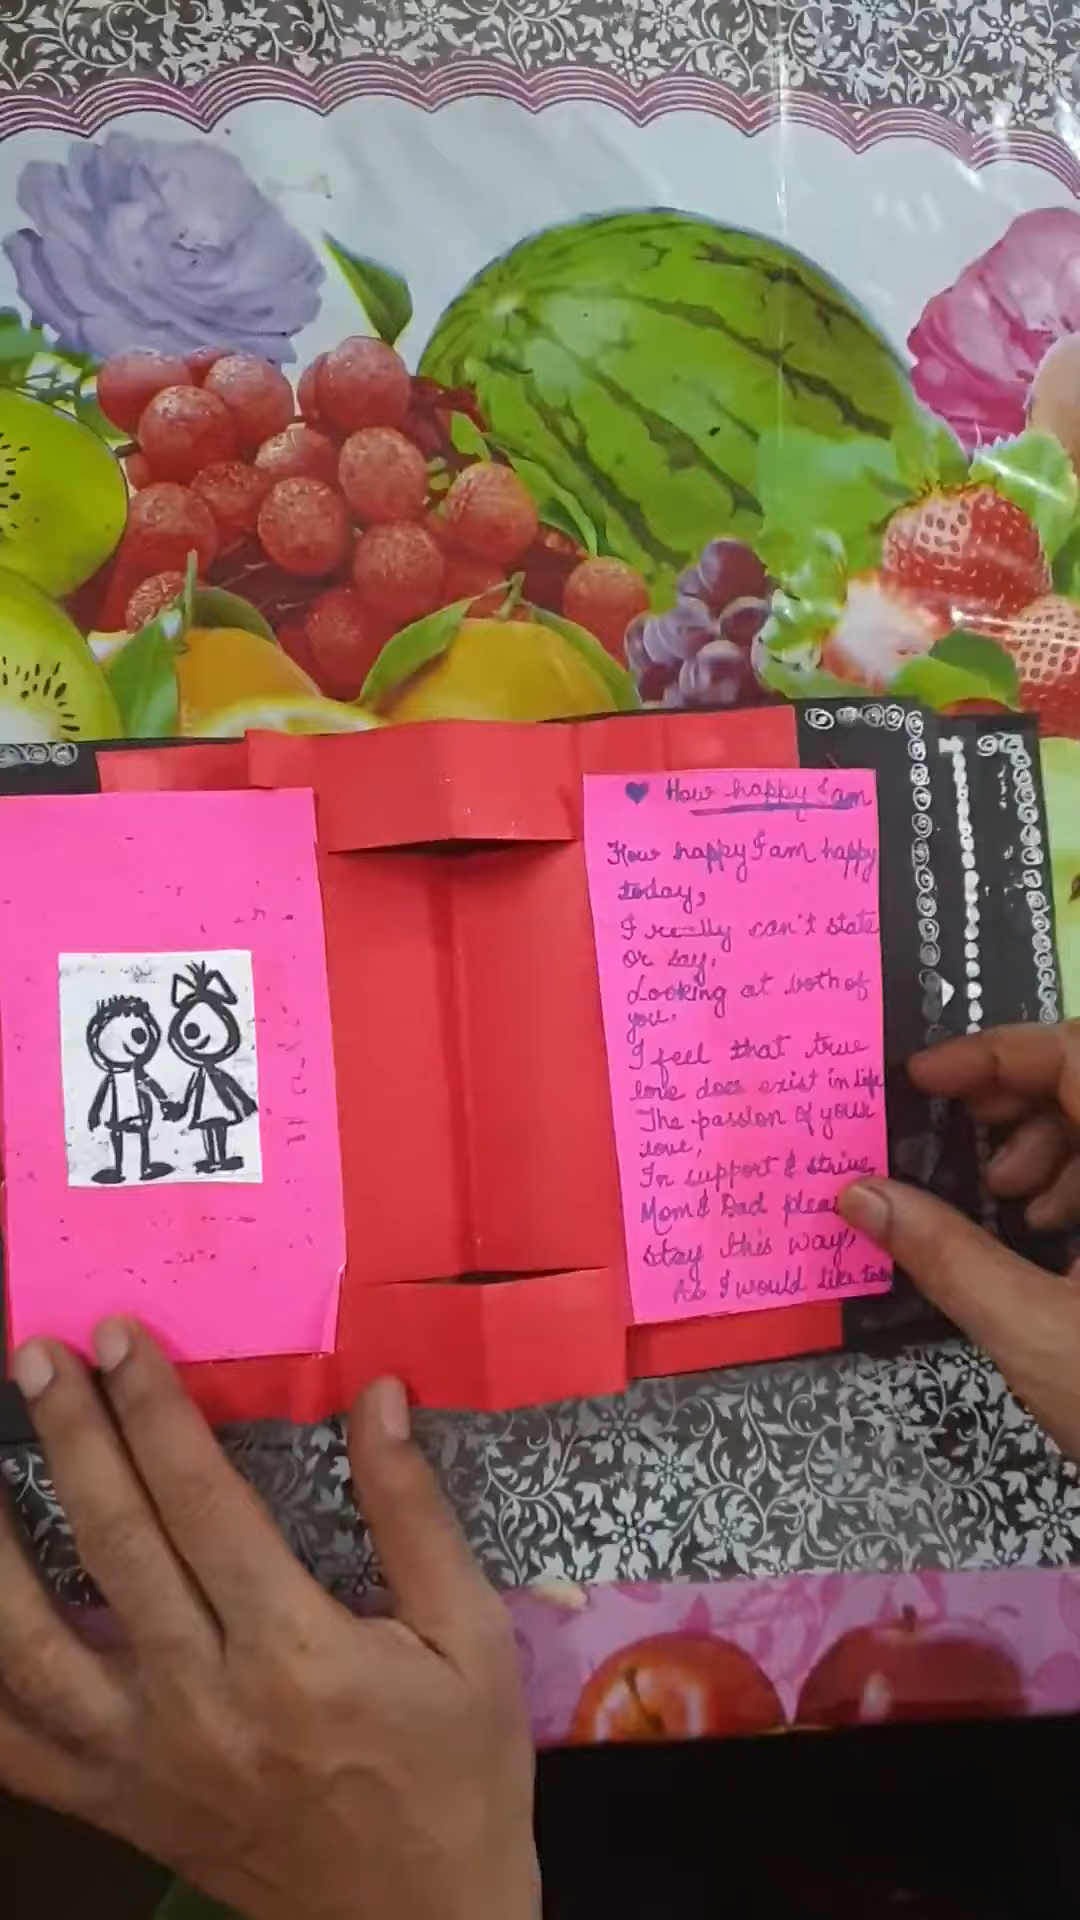 ♥ How happy I am
How happy I am happy
today,
I really can't state
or say.
Looking at both of
you.
I feel that true
love does exist in life
The passion of your
love,
In support & strive
Mom & Dad
stay this way,
As I would like